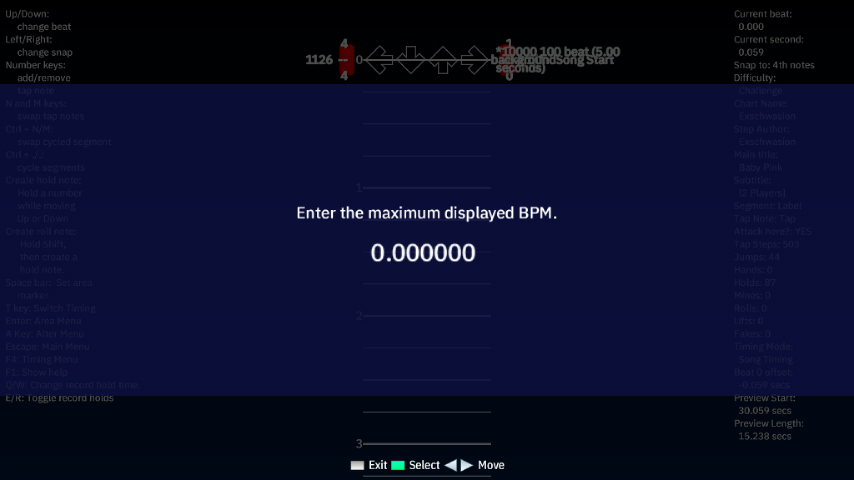 Up/Down:
change beat
Left/Right:
change snap
Number keys:
add/remove
tap note
N and M keys:
swap tap notes
Ctrl + N/M:
swap cycled segment
Ctrl +
cycle segments
Create hold note:
Hold a number
while moving
Up or Down
Create roll note:
Hold Shift,
then create a
hold note.
Space bar: Set area
marker
T key: Switch Timing
Enter: Area Menu
A Key: Alter Menu
Escape: Main Menu
F4: Timing Menu
F1: Show help
Q/W: Change record hold time
E/R: Toggle record holds
4
1126
4
0
1
*10000 100 beat (5.00
Song Start
seconds)
0
1
2
3
Enter the maximum displayed BPM.
0.000000
Exit Select Move
Current beat:
0.000
Current second:
0.059
Snap to: 4th notes
Difficulty:
Challenge
Chart Name:
Exschwasion
Step Author:
Exschwasion
Main title:
Baby Pink
Subtitle:
[2 Players]
Segment: Label
Tap Note: Tap
Attack here?: YES
Tap Steps: 503
Jumps: 44
Hands: 0
Holds: 87
Mines: 9
Rolls: 0
Lifts: 6
Fakes: 0
Timing Mode:
Song Timing
Beat 0 offset:
-0.059 secs
Preview Start:
30.059 secs
Preview Length:
15.238 secs